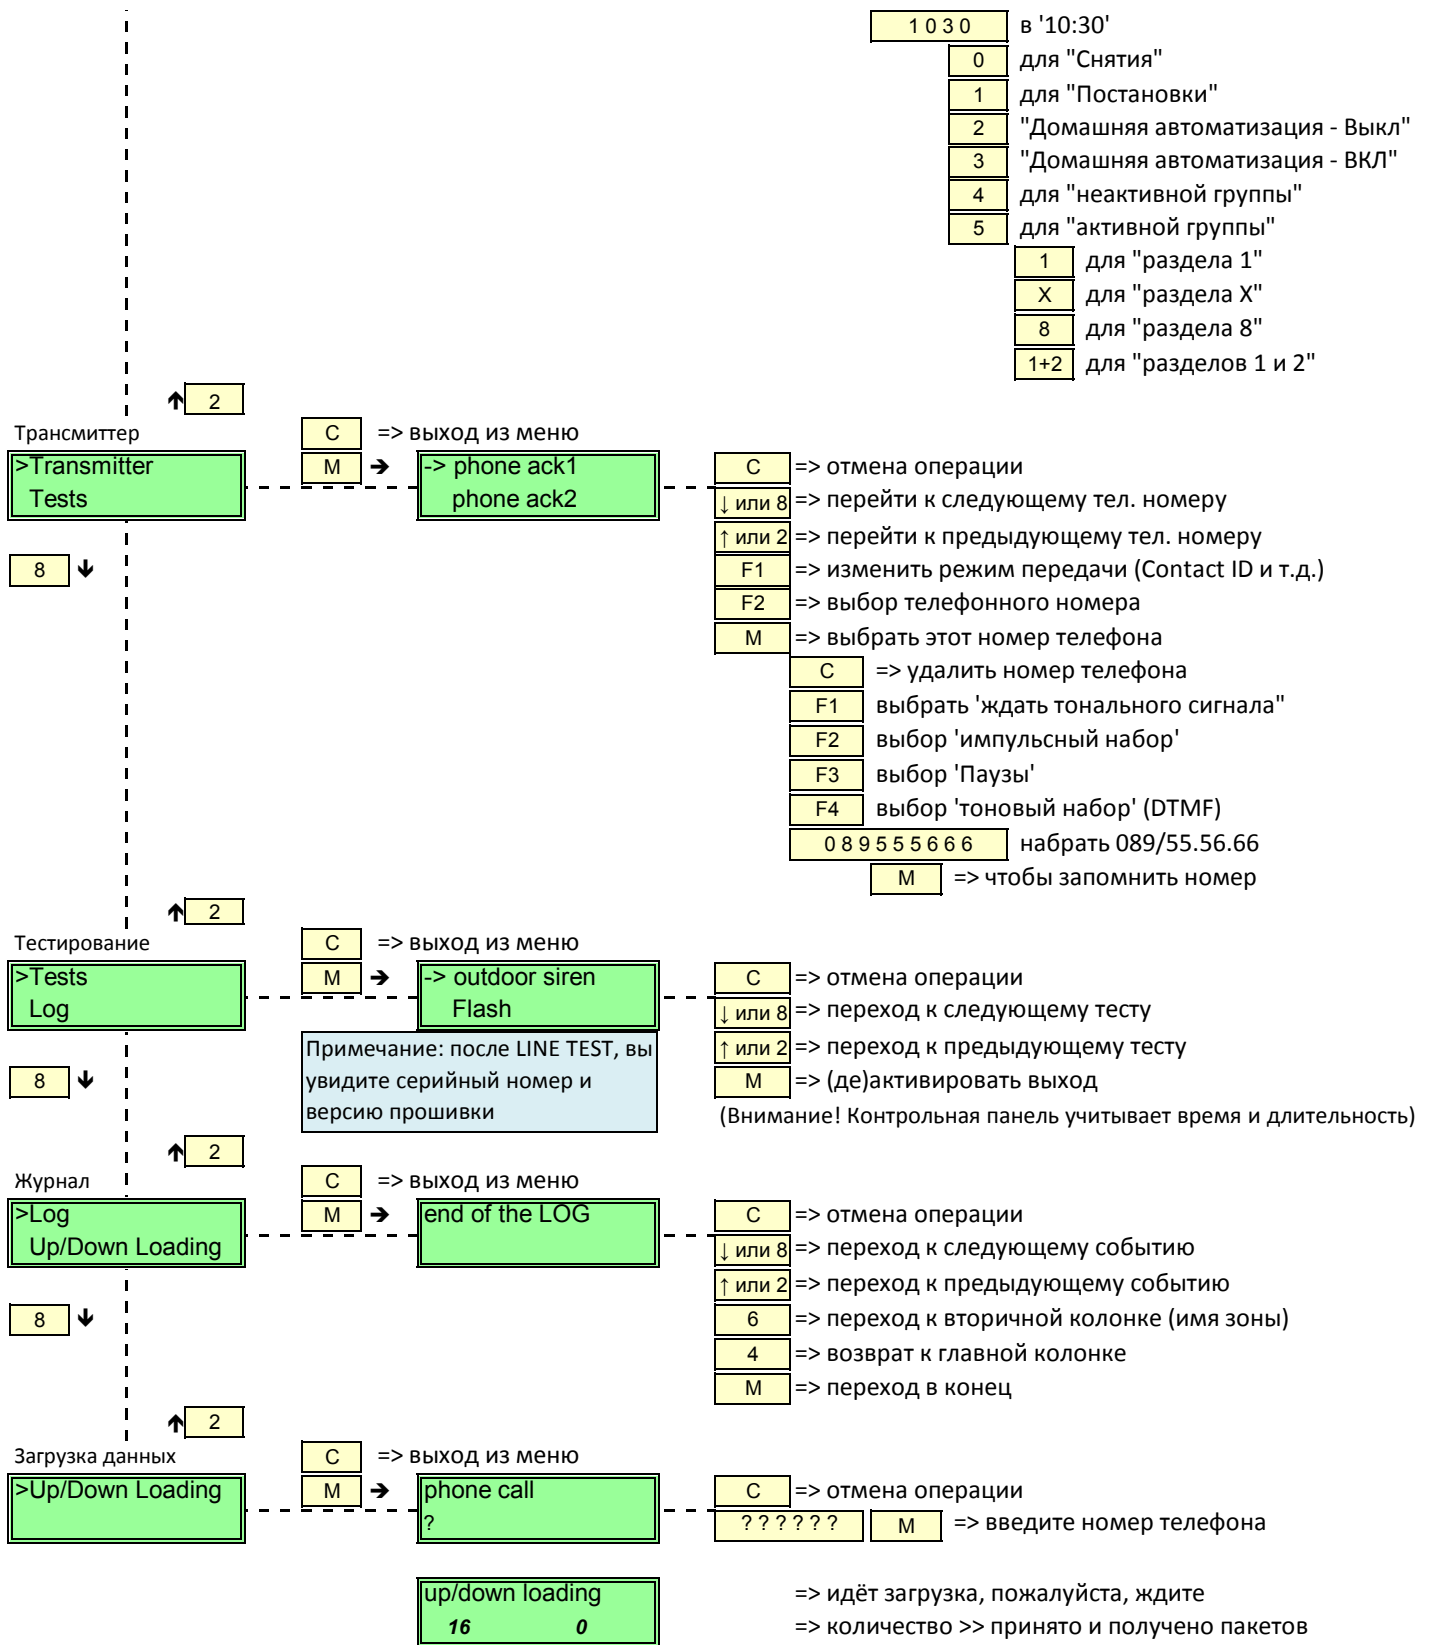 1 0 3 0 в '10:30'
0 для "Снятия"
1 для "Постановки"
2 "Домашняя автоматизация - Выкл"
3 "Домашняя автоматизация - ВКЛ"
4 для "неактивной группы"
5 для "активной группы"
1 для "раздела 1"
X для "раздела X"
8 для "раздела 8"
1+2 для "разделов 1 и 2"
↑ 2
Трансмиттер C => выход из меню
>Transmitter M → -> phone ack1 C => отмена операции
Tests phone ack2 ↓ или 8 => перейти к следующему тел. номеру
↑ или 2 => перейти к предыдущему тел. номеру
8 ↓ F1 => изменить режим передачи (Contact ID и т.д.)
F2 => выбор телефонного номера
M => выбрать этот номер телефона
C => удалить номер телефона
F1 выбрать 'ждать тонального сигнала"
F2 выбор 'импульсный набор'
F3 выбор 'Паузы'
F4 выбор 'тоновый набор' (DTMF)
0 8 9 5 5 5 6 6 6 набрать 089/55.56.66
M => чтобы запомнить номер
↑ 2
Тестирование C => выход из меню
>Tests M → -> outdoor siren C => отмена операции
Log Flash ↓ или 8 => переход к следующему тесту
Примечание: после LINE TEST, вы ↑ или 2 => переход к предыдущему тесту
8 ↓ увидите серийный номер и M => (де)активировать выход
версию прошивки (Внимание! Контрольная панель учитывает время и длительность)
↑ 2
Журнал C => выход из меню
>Log M → end of the LOG C => отмена операции
Up/Down Loading ↓ или 8 => переход к следующему событию
↑ или 2 => переход к предыдущему событию
8 ↓ 6 => переход к вторичной колонке (имя зоны)
4 => возврат к главной колонке
M => переход в конец
↑ 2
Загрузка данных C => выход из меню
>Up/Down Loading M → phone call C => отмена операции
? ? ? ? ? ? ? M => введите номер телефона
up/down loading => идёт загрузка, пожалуйста, ждите
16 0 => количество >> принято и получено пакетов